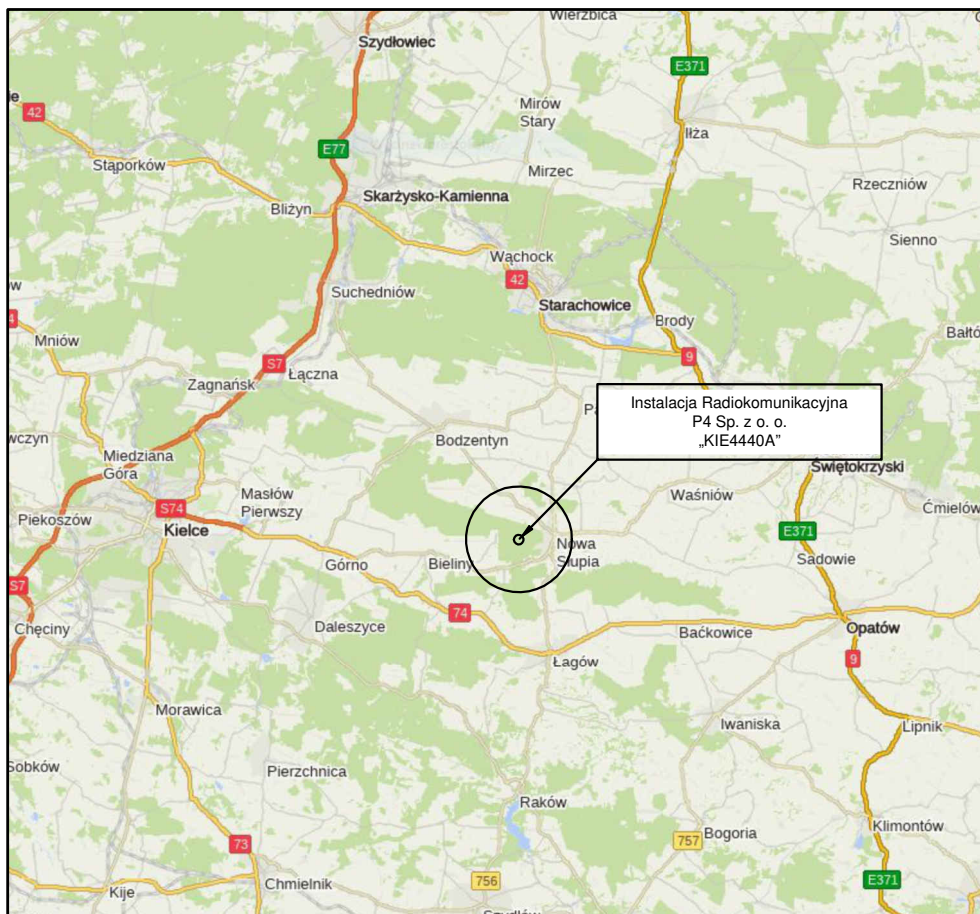 Wierzbica
Szydłowiec
E371
Mirów
Stary
42
Iłża
E77
Stąporków
Mirzec
Rzeczniów
Skarżysko-Kamienna
Bliżyn
Sienno
Wąchock
42
Suchedniów
Starachowice
Brody
Mniów
Bałtó
9
S7
Łączna
Zagnańsk
Instalacja Radiokomunikacyjna
P4 Sp. z o. o.
„KIE4440A”
Bodzentyn
Miedziana
Góra
Świętokrzyski
Masłów
Pierwszy
Waśniów
S74
Ćmielów
Piekoszów
Kielce
E371
Nowa
Słupia
Górno
Bieliny
Sadowie
S7
74
Daleszyce
Baćkowice
Opatów
Chęciny
Łagów
9
Morawica
Iwaniska
Lipnik
Sobków
Pierzchnica
Raków
Klimontów
Bogoria
757
73
Chmielnik
756
E371
Kije